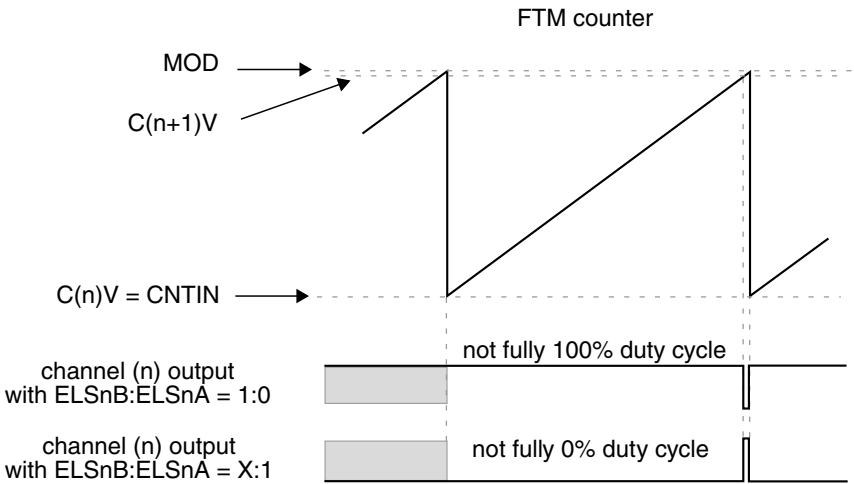 FTM counter
MOD
C(n+1)V
C(n)V = CNTIN
not fully 100% duty cycle
channel (n) output
with ELSnB:ELSnA = 1:0
channel (n) output
with ELSnB:ELSnA = X:1
not fully 0% duty cycle